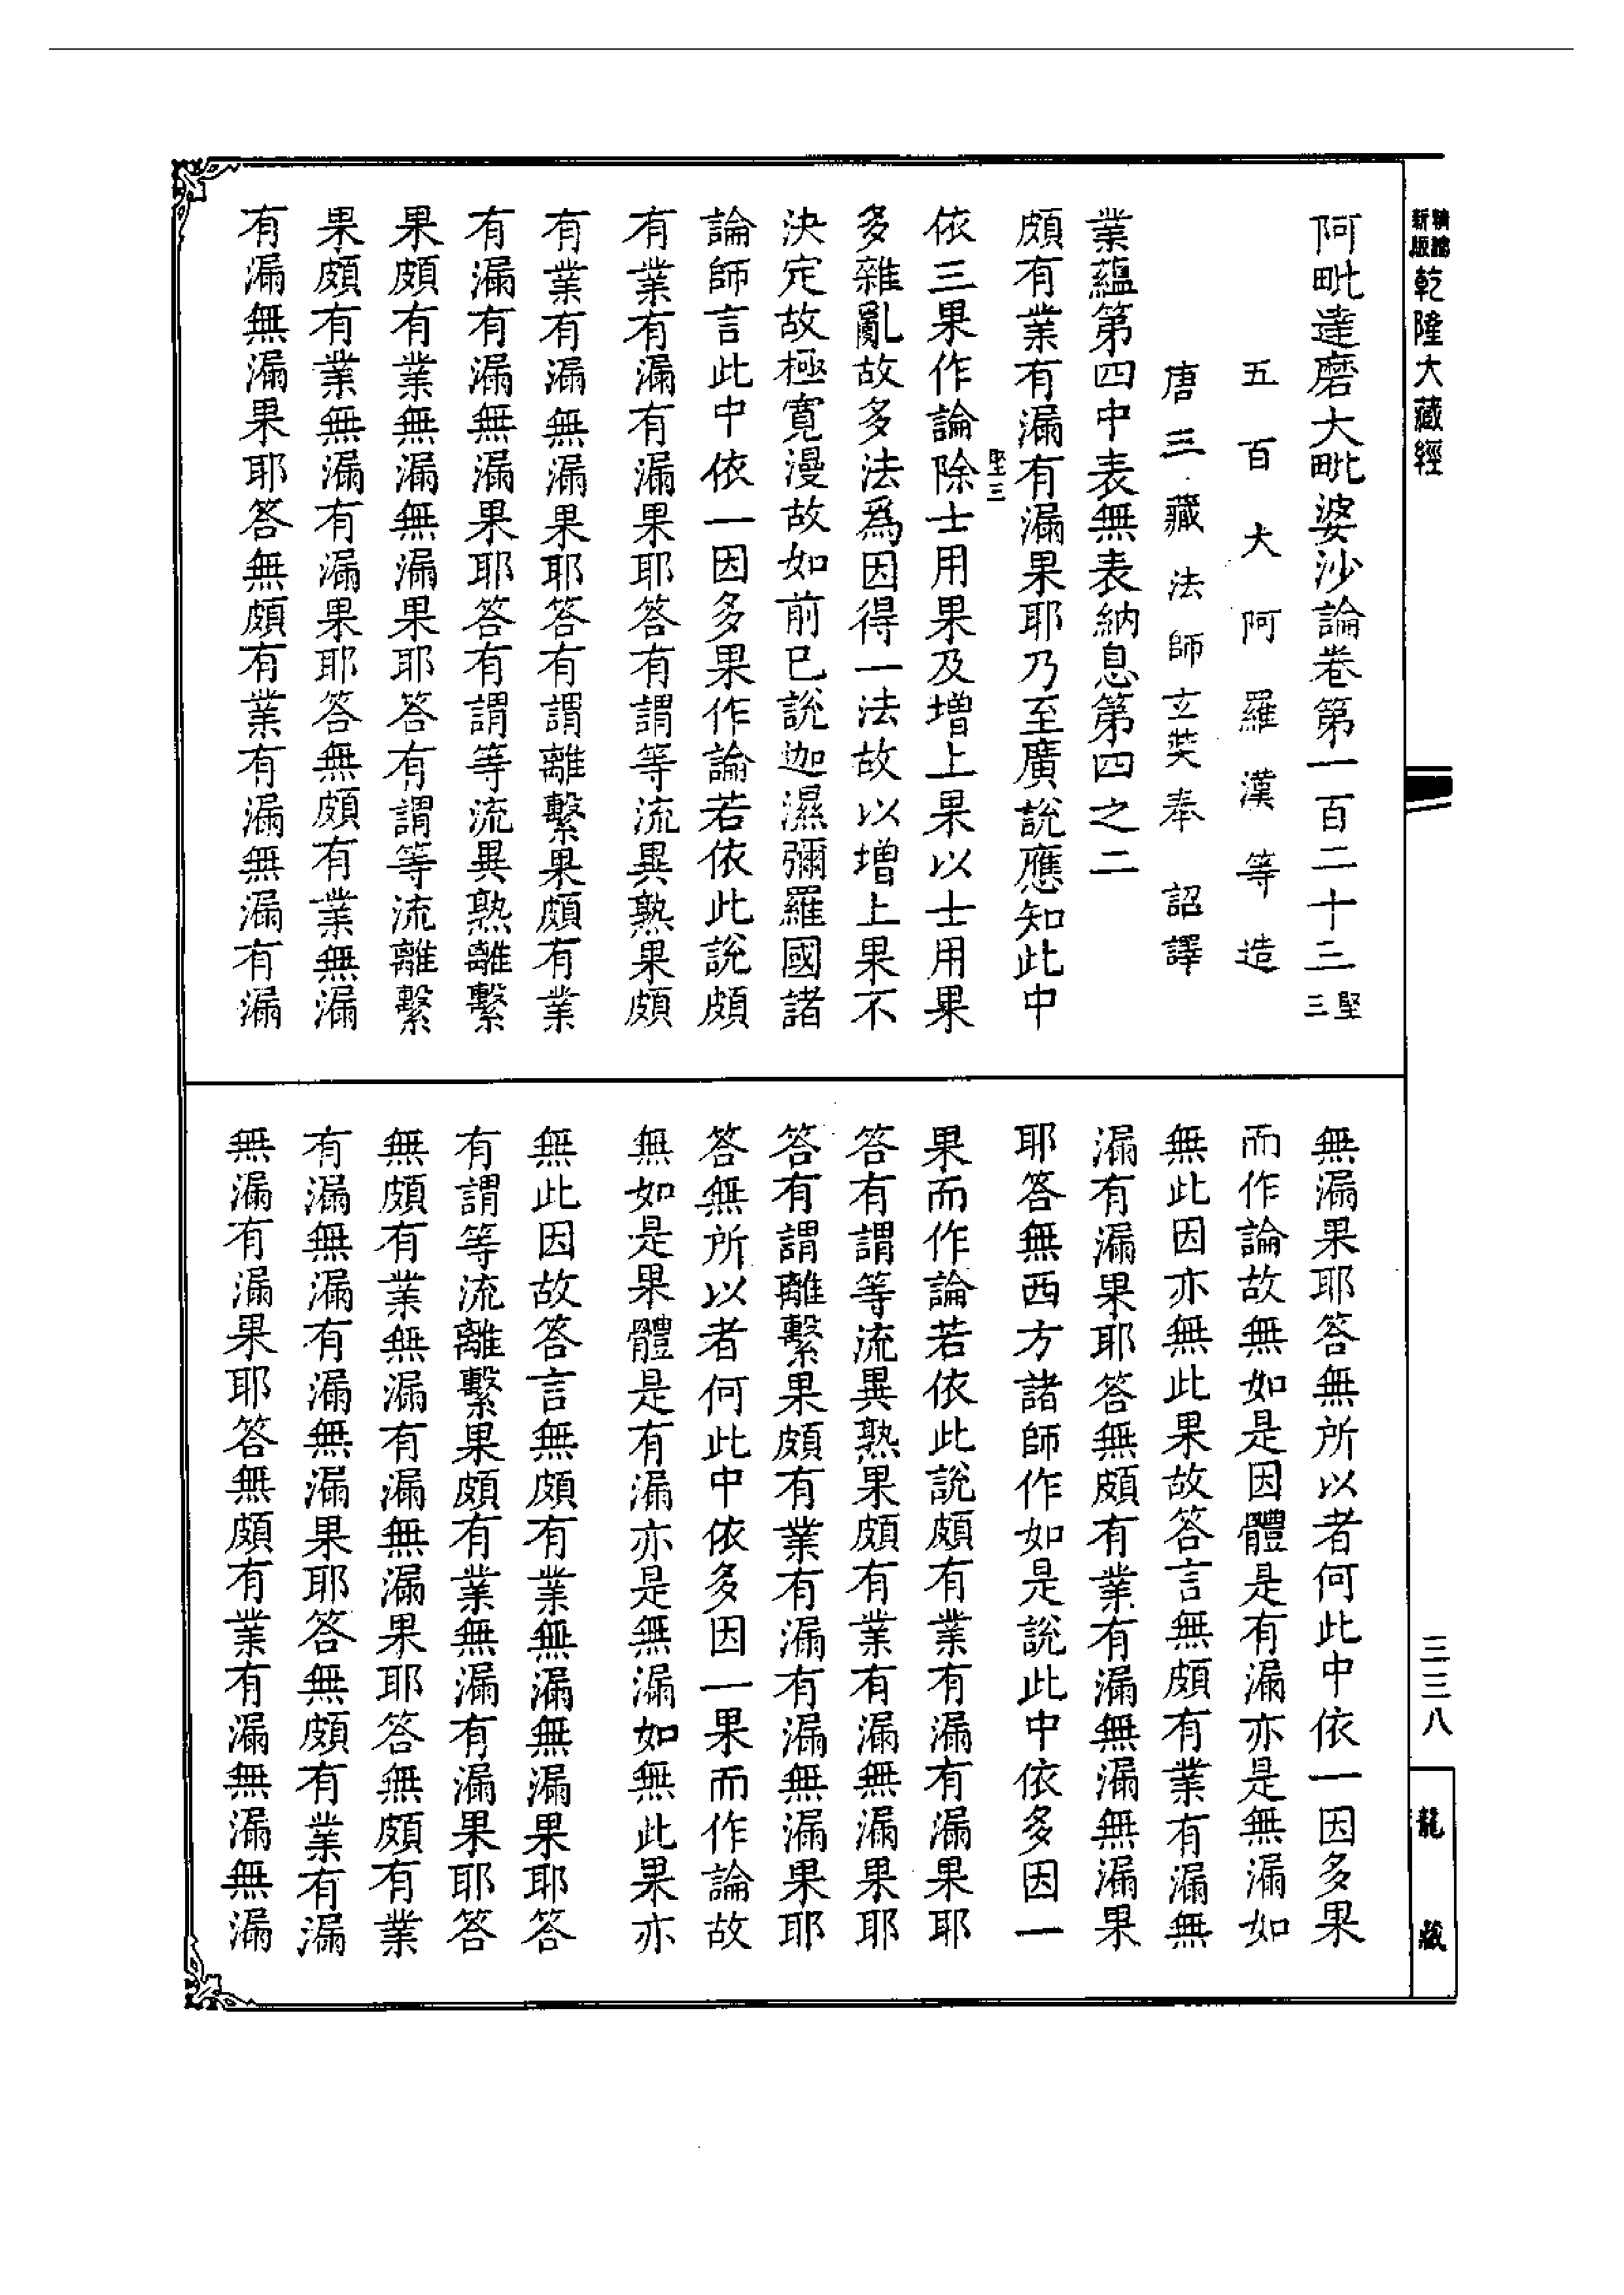 新版
精縮
乾隆大藏經
三三八
龍藏
阿毗達磨大毗婆沙論卷第一百二十三 堅三
五百大阿羅漢等造
唐三藏法師玄奘奉 詔譯
業蘊第四中表無表納息第四之二
頗有業有漏有漏果耶乃至廣說應知此中
堅三
依三果作論除士用果及增上果以士用果
多雜亂故多法爲因得一法故以增上果不
決定故極寬漫故如前已說迦濕彌羅國諸
論師言此中依一因多果作論若依此說頗
有業有漏有漏果耶答有謂等流異熟果頗
有業有漏無漏果耶答有謂離繫果頗有業
有漏有漏無漏果耶答有謂等流異熟離繫
果頗有業無漏無漏果耶答有謂等流離繫
果頗有業無漏有漏果耶答無頗有業無漏
有漏無漏果耶答無頗有業有漏無漏有漏
無漏果耶答無所以者何此中依一因多果
而作論故無如是因體是有漏亦是無漏如
無此因亦無此果故答言無頗有業有漏無
漏有漏果耶答無頗有業有漏無漏無漏果
耶答無西方諸師作如是說此中依多因一
果而作論若依此說頗有業有漏有漏果耶
答有謂等流異熟果頗有業有漏無漏果耶
答有謂離繫果頗有業有漏有漏無漏果耶
答無所以者何此中依多因一果而作論故
無如是果體是有漏亦是無漏如無此果亦
無此因故答言無頗有業無漏無漏果耶答
有謂等流離繫果頗有業無漏有漏果耶答
無頗有業無漏有漏無漏果耶答無頗有業
有漏無漏有漏無漏果耶答無頗有業有漏
無漏有漏果耶答無頗有業有漏無漏無漏